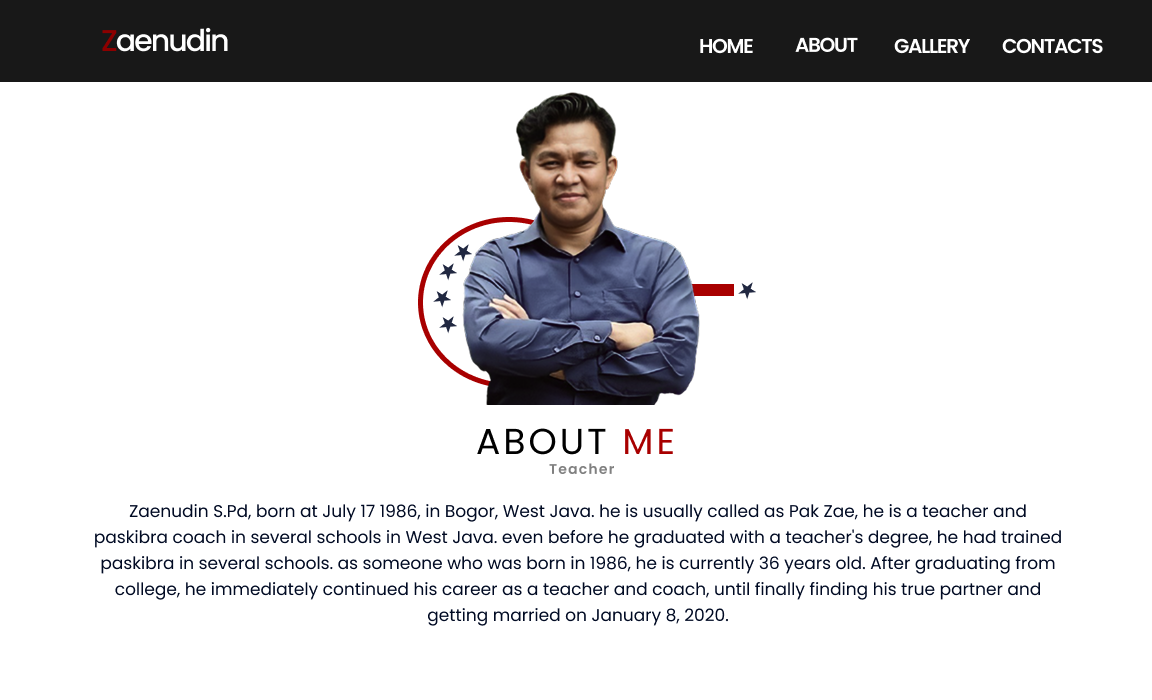 Zaenudin
HOME ABOUT GALLERY CONTACTS
ABOUT ME
Teacher
Zaenudin S.Pd, born at July 17 1986, in Bogor, West Java. he is usually called as Pak Zae, he is a teacher and
paskibra coach in several schools in West Java. even before he graduated with a teacher's degree, he had trained
paskibra in several schools. as someone who was born in 1986, he is currently 36 years old. After graduating from
college, he immediately continued his career as a teacher and coach, until finally finding his true partner and
getting married on January 8, 2020.